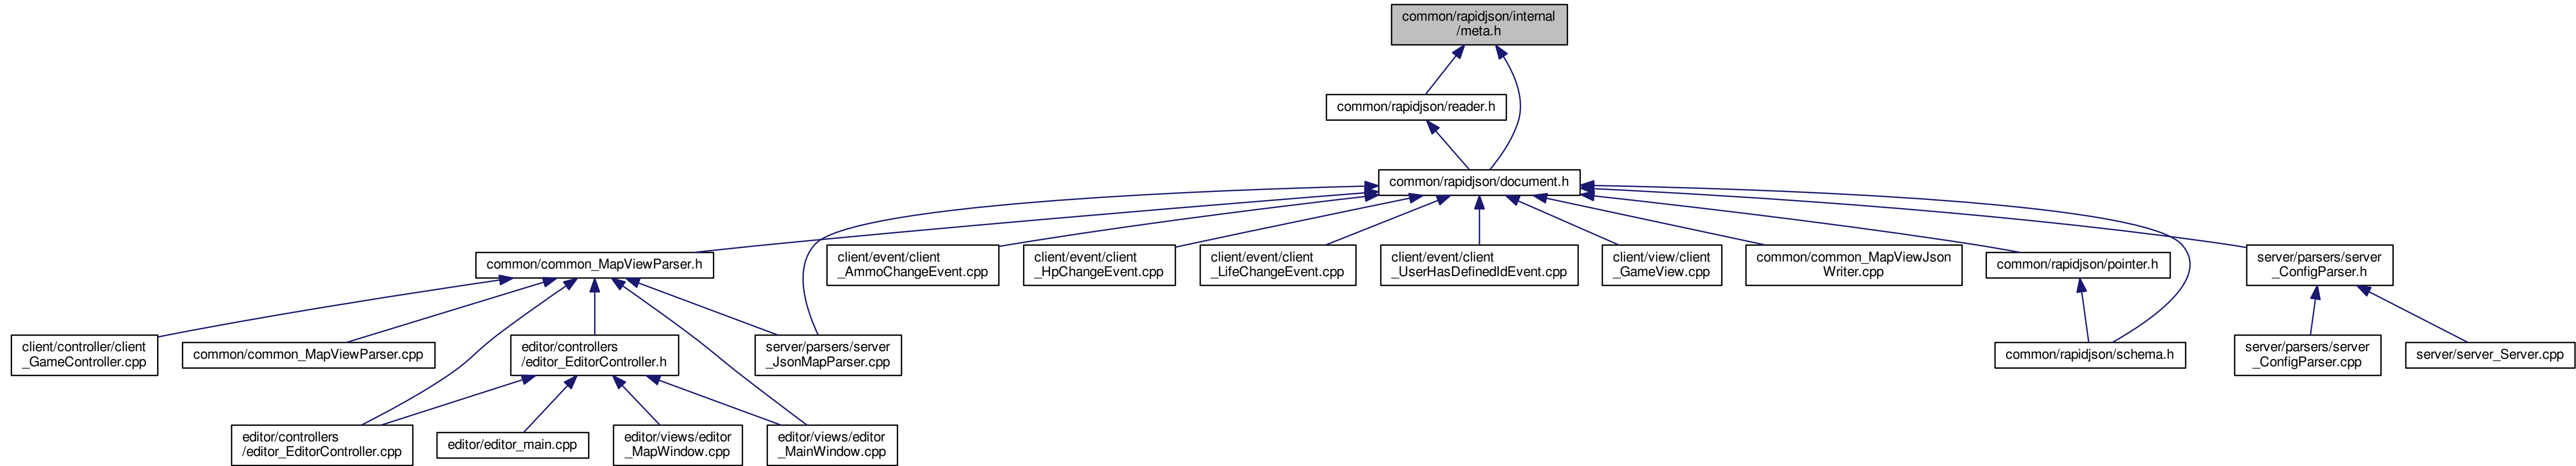 common/rapidjson/internal
/meta.h
common/rapidjson/reader.h
common/rapidjson/document.h
common/common_MapViewParser.h
client/event/client
_AmmoChangeEvent.cpp
client/event/client
_HpChangeEvent.cpp
client/event/client
_LifeChangeEvent.cpp
client/event/client
_UserHasDefinedIdEvent.cpp
client/view/client
_GameView.cpp
common/common_MapViewJson
Writer.cpp
common/rapidjson/pointer.h
server/parsers/server
_ConfigParser.h
client/controller/client
_GameController.cpp
common/common_MapViewParser.cpp
editor/controllers
/editor_EditorController.h
server/parsers/server
_JsonMapParser.cpp
common/rapidjson/schema.h
server/parsers/server
_ConfigParser.cpp
server/server_Server.cpp
editor/controllers
/editor_EditorController.cpp
editor/editor_main.cpp
editor/views/editor
_MapWindow.cpp
editor/views/editor
_MainWindow.cpp